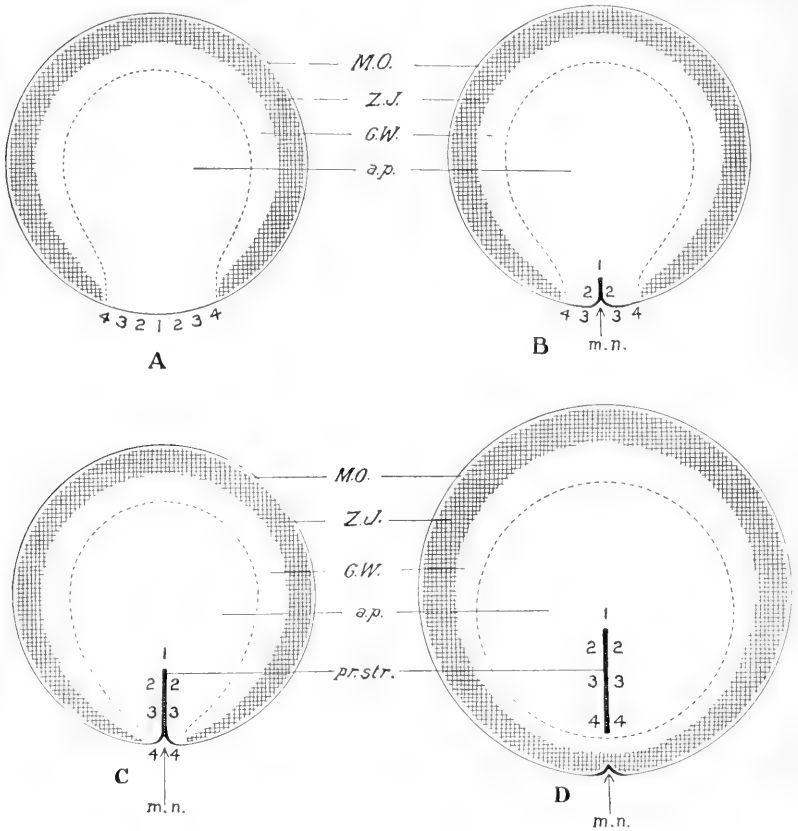 M.O.
Z.J.
G.W.
a.p.
4 3 2 1 2 3 4
A
1
2 2
4 3 3 4
B
m.n.
M.O.
Z.J.
G.W.
a.p.
pr.str.
1
2 2
3 3
4 4
C
m.n.
1
2 2
3 3
4 4
D
m.n.